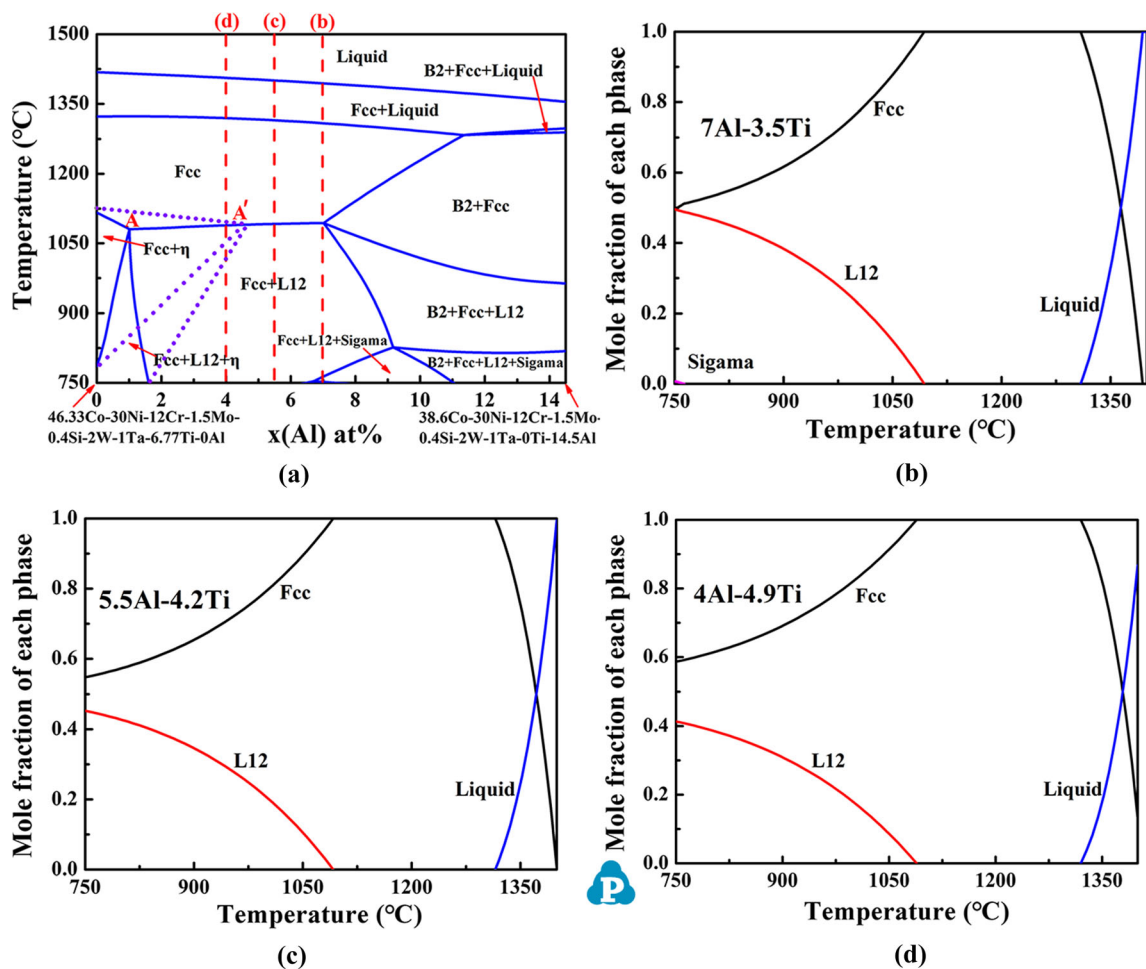 (d) (c) (b)
1500
1350
1200
1050
900
750
Temperature (℃)
Liquid
B2+Fcc+Liquid
Fcc+Liquid
Fcc
A
A′
B2+Fcc
Fcc+η
Fcc+L12
B2+Fcc+L12
Fcc+L12+Sigama
Fcc+L12+η
B2+Fcc+L12+Sigama
0 2 4 6 8 10 12 14
46.33Co-30Ni-12Cr-1.5Mo-
0.4Si-2W-1Ta-6.77Ti-0Al
x(Al) at%
38.6Co-30Ni-12Cr-1.5Mo-
0.4Si-2W-1Ta-0Ti-14.5Al
(a)
1.0
0.8
0.6
0.4
0.2
0.0
Mole fraction of each phase
7Al-3.5Ti
Fcc
L12
Liquid
Sigama
750 900 1050 1200 1350
Temperature (℃)
(b)
1.0
0.8
0.6
0.4
0.2
0.0
Mole fraction of each phase
5.5Al-4.2Ti
Fcc
L12
Liquid
750 900 1050 1200 1350
Temperature (℃)
(c)
1.0
0.8
0.6
0.4
0.2
0.0
Mole fraction of each phase
4Al-4.9Ti
Fcc
L12
Liquid
P
750 900 1050 1200 1350
Temperature (℃)
(d)